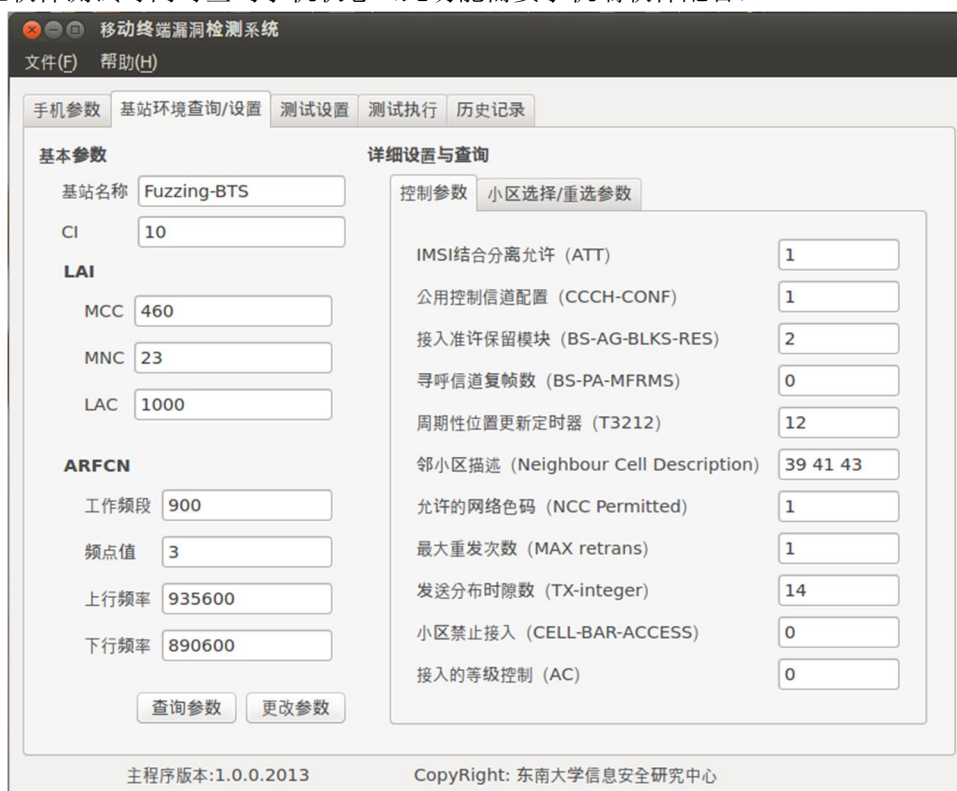 移动终端漏洞检测系统
文件(F) 帮助(H)
手机参数 基站环境查询/设置 测试设置 测试执行 历史记录
基本参数
基站名称 Fuzzing-BTS
CI 10
LAI
MCC 460
MNC 23
LAC 1000
ARFCN
工作频段 900
频点值 3
上行频率 935600
下行频率 890600
查询参数 更改参数
详细设置与查询
控制参数 小区选择/重选参数
IMSI结合分离允许 (ATT) 1
公用控制信道配置 (CCCH-CONF) 1
接入准许保留模块 (BS-AG-BLKS-RES) 2
寻呼信道复帧数 (BS-PA-MFRMS) 0
周期性位置更新定时器 (T3212) 12
邻小区描述 (Neighbour Cell Description) 39 41 43
允许的网络色码 (NCC Permitted) 1
最大重发次数 (MAX retrans) 1
发送分布时隙数 (TX-integer) 14
小区禁止接入 (CELL-BAR-ACCESS) 0
接入的等级控制 (AC) 0
主程序版本:1.0.0.2013 CopyRight: 东南大学信息安全研究中心